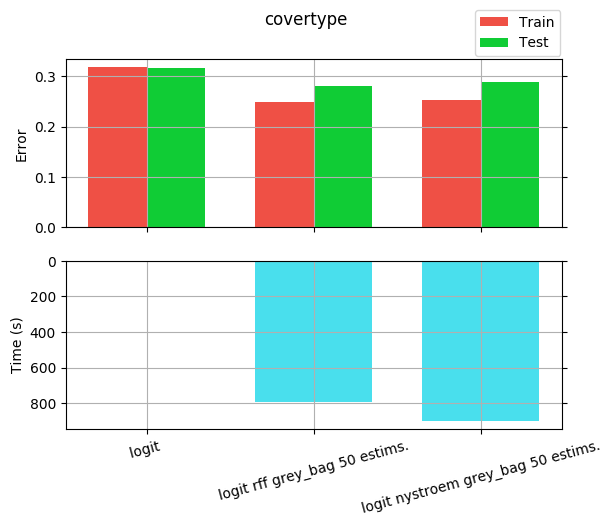 covertype
Train
Test
0.3
0.2
0.1
0.0
Error
0
200
400
600
800
Time (s)
logit
logit rff grey_bag 50 estims.
logit nystroem grey_bag 50 estims.